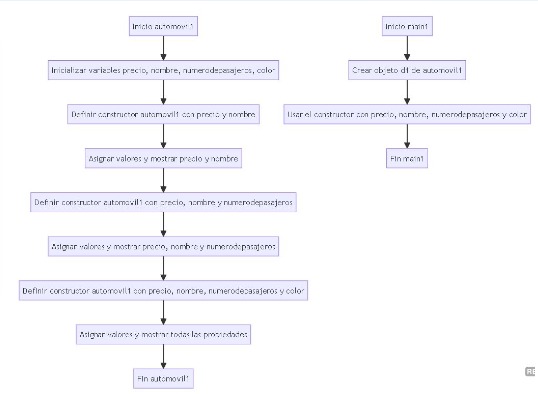 Inicio automovil1
Inicializar variables precio, nombre, numerodepasajeros, color
Definir constructor automovil1 con precio y nombre
Asignar valores y mostrar precio y nombre
Definir constructor automovil1 con precio, nombre y numerodepasajeros
Asignar valores y mostrar precio, nombre y numerodepasajeros
Definir constructor automovil1 con precio, nombre, numerodepasajeros y color
Asignar valores y mostrar todas las propiedades
Fin automovil1
Inicio main1
Crear objeto d1 de automovil1
Usar el constructor con precio, nombre, numerodepasajeros y color
Fin main1